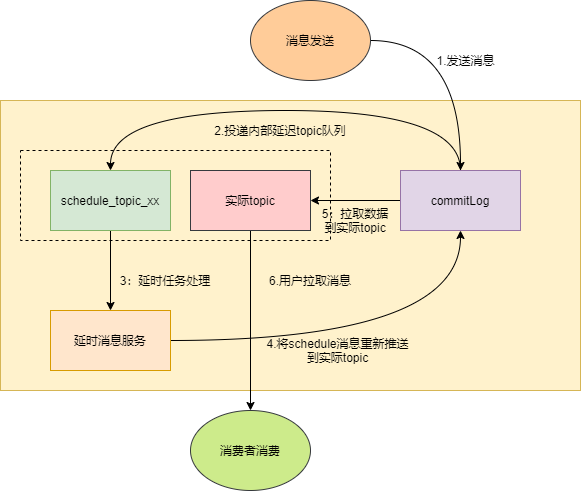 消息发送
1.发送消息
2.投递内部延迟topic队列
schedule_topic_xx
实际topic
commitLog
5：拉取数据
到实际topic
3：延时任务处理
6.用户拉取消息
延时消息服务
4.将schedule消息重新推送
到实际topic
消费者消费